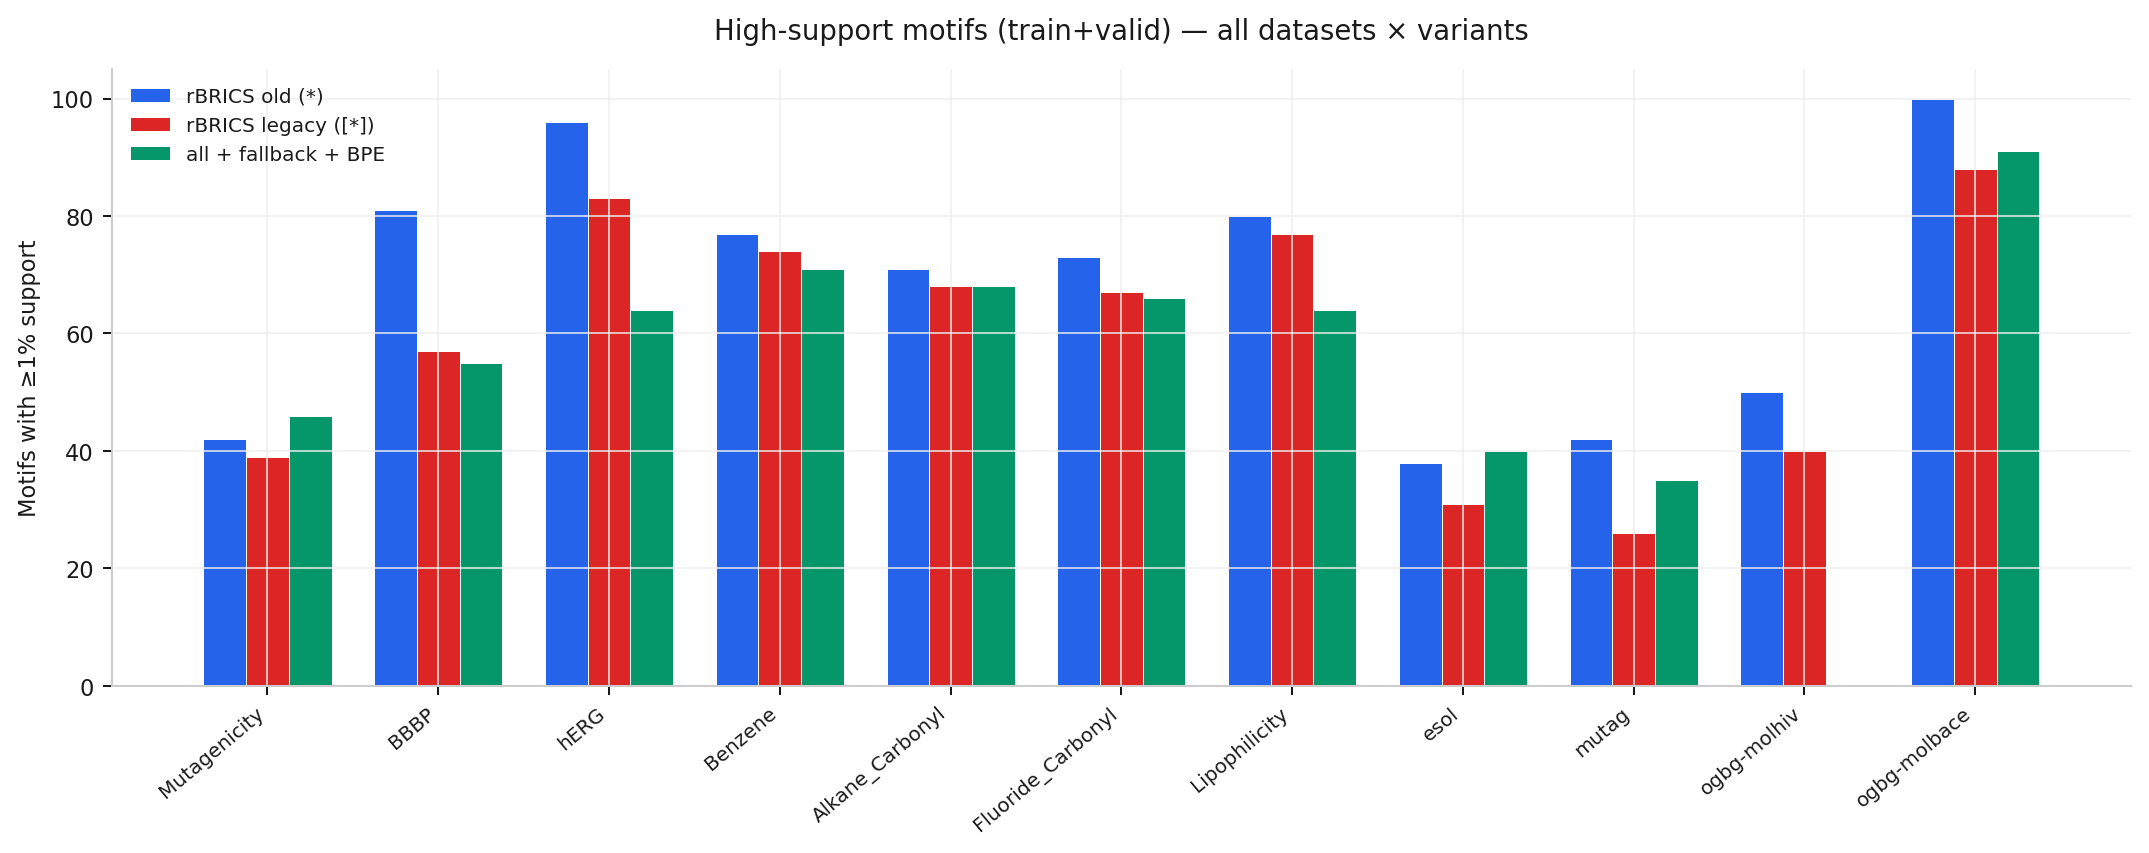 High-support motifs (train+valid) — all datasets × variants
rBRICS old (*)
rBRICS legacy ([*])
all + fallback + BPE
Motifs with ≥1% support
100
80
60
40
20
0
Mutagenicity
BBBP
hERG
Benzene
Alkane_Carbonyl
Fluoride_Carbonyl
Lipophilicity
esol
mutag
ogbg-molhiv
ogbg-molbace